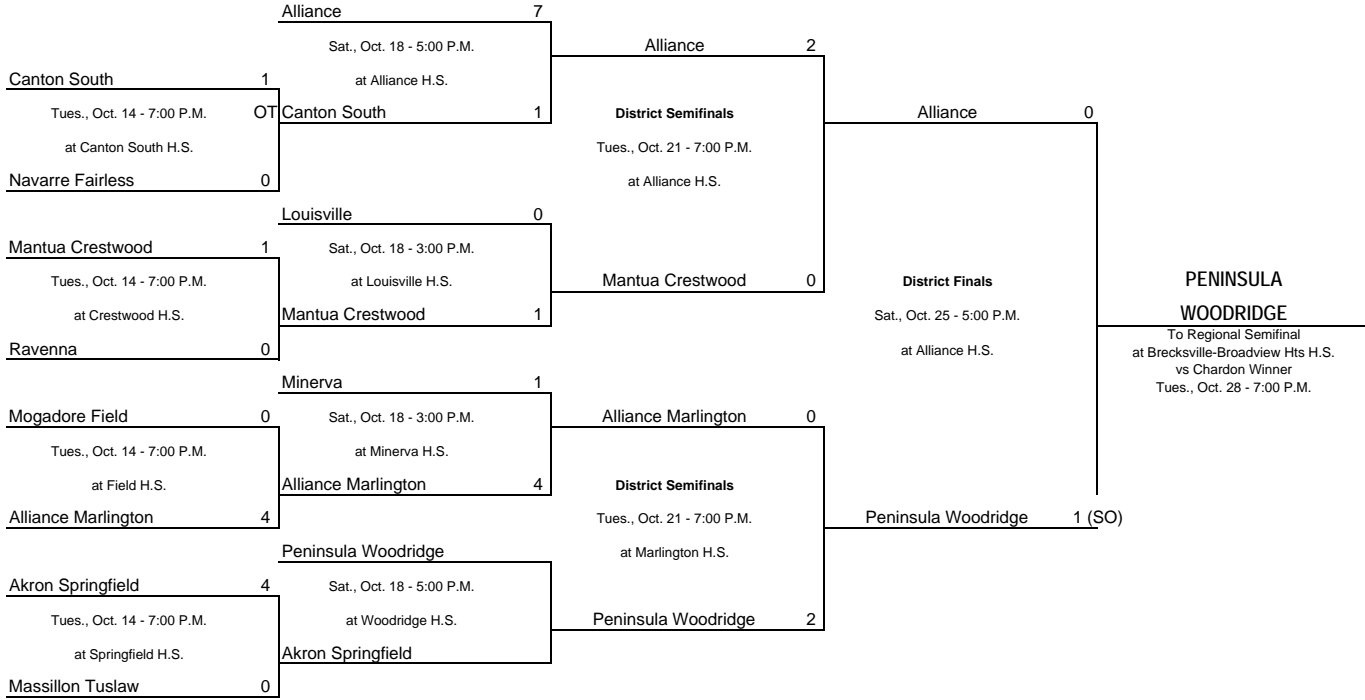 Alliance 7
Sat., Oct. 18 - 5:00 P.M.
Alliance 2
Canton South 1
at Alliance H.S.
Tues., Oct. 14 - 7:00 P.M.
OT Canton South 1
District Semifinals
Alliance 0
at Canton South H.S.
Tues., Oct. 21 - 7:00 P.M.
Navarre Fairless 0
at Alliance H.S.
Louisville 0
Mantua Crestwood 1
Sat., Oct. 18 - 3:00 P.M.
Tues., Oct. 14 - 7:00 P.M.
at Louisville H.S.
Mantua Crestwood 0
District Finals
PENINSULA
at Crestwood H.S.
Mantua Crestwood 1
Sat., Oct. 25 - 5:00 P.M.
WOODRIDGE
To Regional Semifinal
Ravenna 0
at Alliance H.S.
at Brecksville-Broadview Hts H.S.
vs Chardon Winner
Minerva 1
Tues., Oct. 28 - 7:00 P.M.
Mogadore Field 0
Sat., Oct. 18 - 3:00 P.M.
Alliance Marlington 0
Tues., Oct. 14 - 7:00 P.M.
at Minerva H.S.
at Field H.S.
Alliance Marlington 4
District Semifinals
Alliance Marlington 4
Tues., Oct. 21 - 7:00 P.M.
Peninsula Woodridge 1 (SO)
Peninsula Woodridge
at Marlington H.S.
Akron Springfield 4
Sat., Oct. 18 - 5:00 P.M.
Tues., Oct. 14 - 7:00 P.M.
at Woodridge H.S.
Peninsula Woodridge 2
at Springfield H.S.
Akron Springfield
Massillon Tuslaw 0